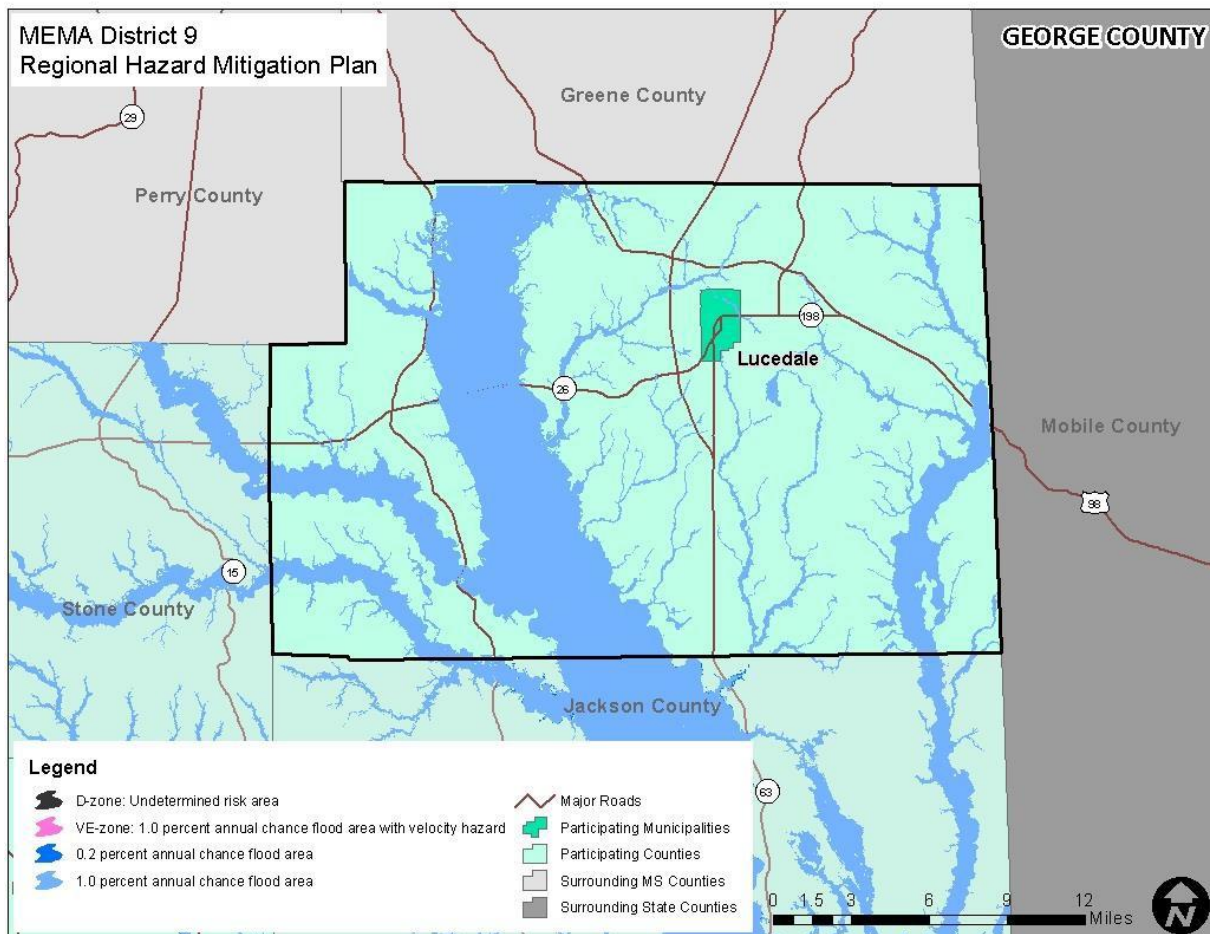 MEMA District 9
Regional Hazard Mitigation Plan
GEORGE COUNTY
Greene County
29
Perry County
198
Lucedale
26
Mobile County
98
15
Stone County
Jackson County
63
Legend
D-zone: Undetermined risk area
VE-zone: 1.0 percent annual chance flood area with velocity hazard
0.2 percent annual chance flood area
1.0 percent annual chance flood area
Major Roads
Participating Municipalities
Participating Counties
Surrounding MS Counties
Surrounding State Counties
0 1.5 3 6 9 12
Miles
N